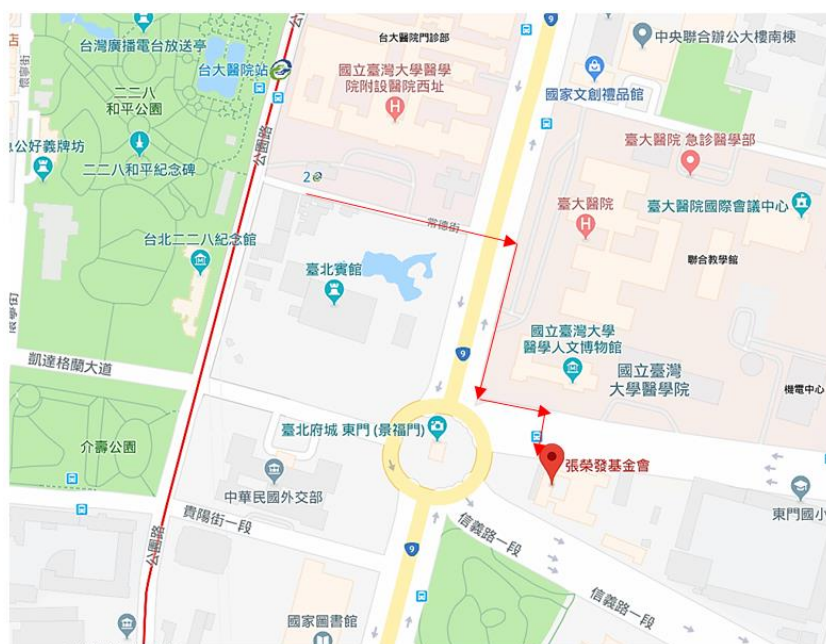 台灣廣播電台放送亭
公園
台大醫院門診部
9
中央聯合辦公大樓南棟
懷寧街
台大醫院站
國立臺灣大學醫學
院附設醫院西址
國家文創禮品館
二二八
和平公園
公園路
急公好義牌坊
二二八和平紀念碑
臺大醫院 急診醫學部
2
常德街
臺大醫院
臺大醫院國際會議中心
台北二二八紀念館
臺北賓館
聯合教學館
國立臺灣大學
醫學人文博物館
9
凱達格蘭大道
國立臺灣
大學醫學院
機電中心
臺北府城 東門 (景福門)
介壽公園
張榮發基金會
中華民國外交部
東門國小
貴陽街一段
信義路一段
公園路
9
信義路一段
國家圖書館